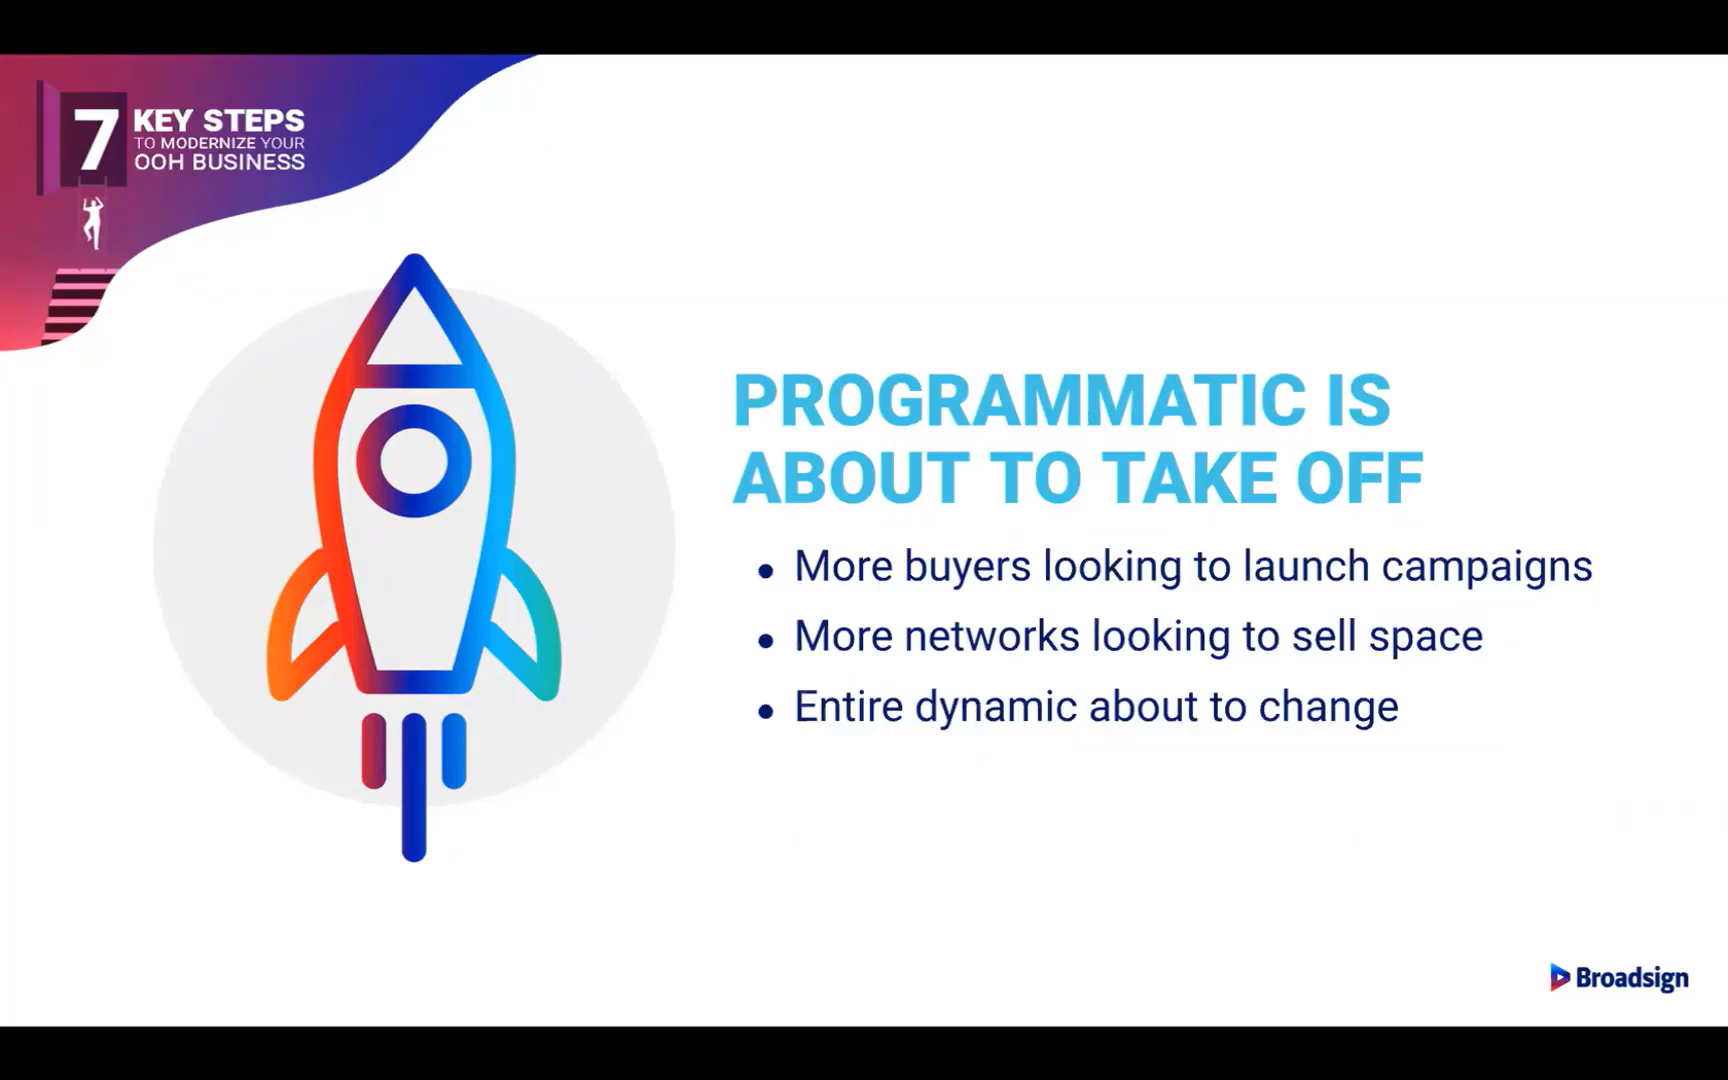 7 KEY STEPS
TO MODERNIZE YOUR
OOH BUSINESS
PROGRAMMATIC IS
ABOUT TO TAKE OFF
• More buyers looking to launch campaigns
• More networks looking to sell space
• Entire dynamic about to change
Broadsign